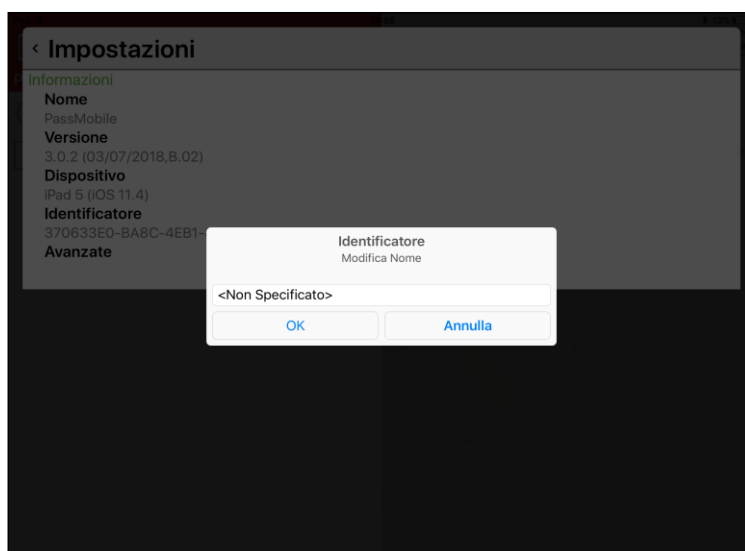 Impostazioni
Informazioni
Nome
PassMobile
Versione
3.0.2 (03/07/2018,B.02)
Dispositivo
iPad 5 (iOS 11.4)
Identificatore
370633E0-BA8C-4EB1-
Avanzate
Identificatore
Modifica Nome
<Non Specificato>
OK
Annulla